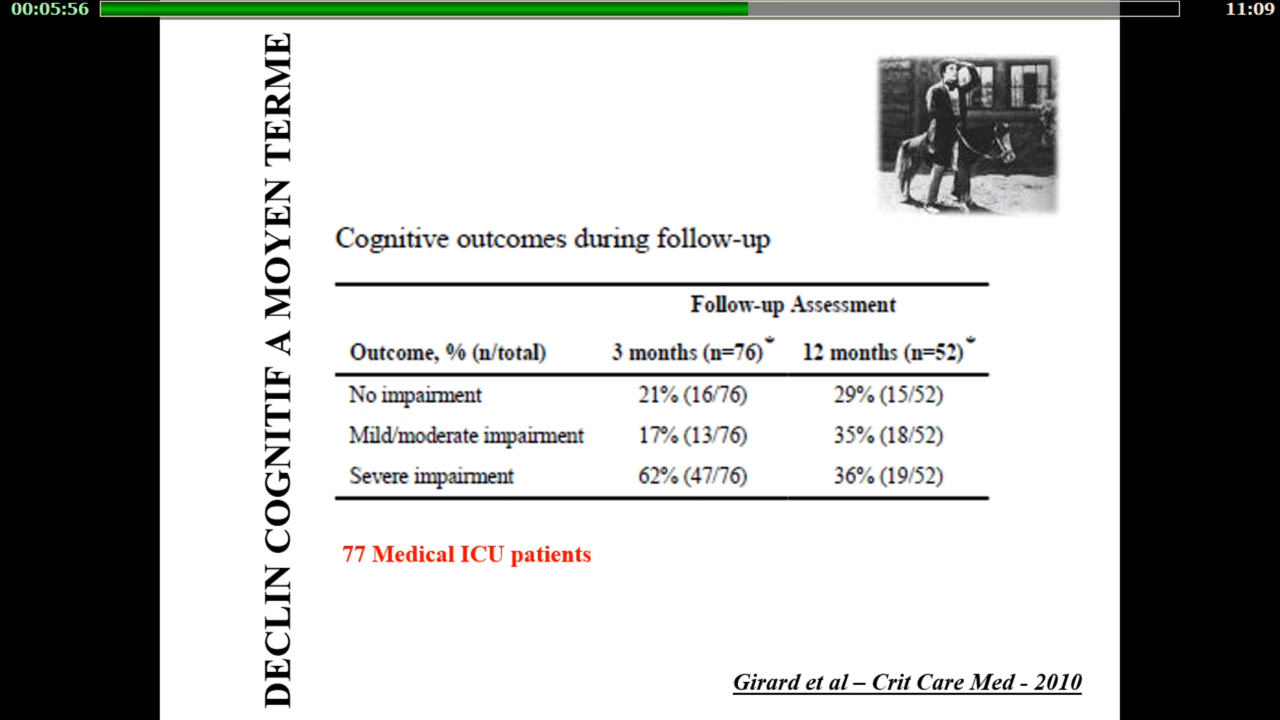 00:05:56
11:09
DECLIN COGNITIF A MOYEN TERME
Cognitive outcomes during follow-up
Follow-up Assessment
Outcome, % (n/total) 3 months (n=76)* 12 months (n=52)*
No impairment 21% (16/76) 29% (15/52)
Mild/moderate impairment 17% (13/76) 35% (18/52)
Severe impairment 62% (47/76) 36% (19/52)
77 Medical ICU patients
Girard et al – Crit Care Med - 2010